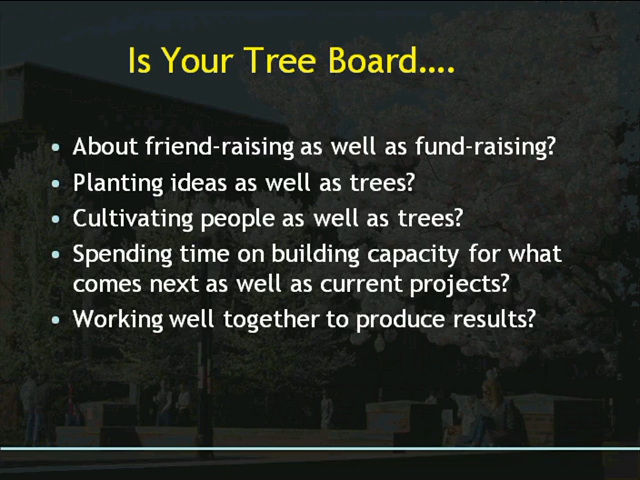 Is Your Tree Board....
• About friend-raising as well as fund-raising?
• Planting ideas as well as trees?
• Cultivating people as well as trees?
• Spending time on building capacity for what
comes next as well as current projects?
• Working well together to produce results?